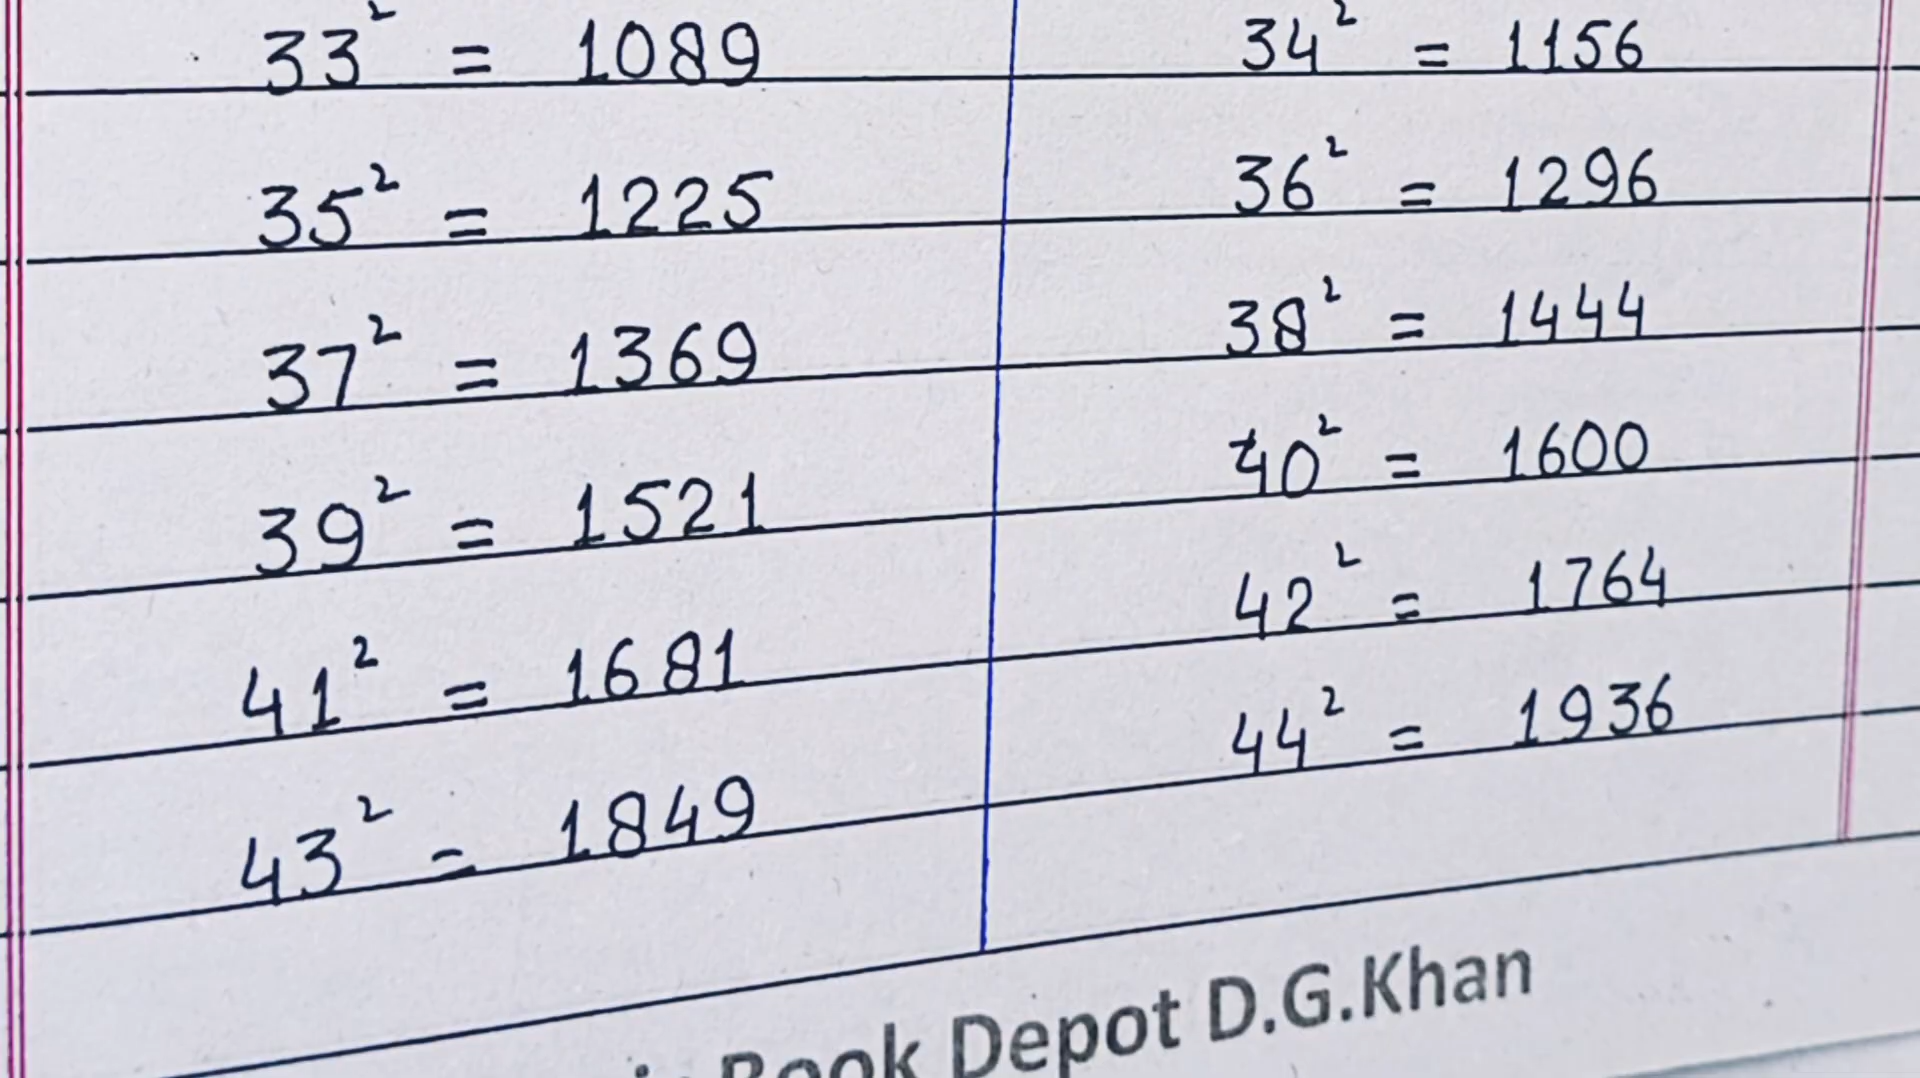 33² = 1089
34² = 1156
35² = 1225
36² = 1296
37² = 1369
38² = 1444
39² = 1521
40² = 1600
41² = 1681
42² = 1764
43² = 1849
44² = 1936
Book Depot D.G.Khan